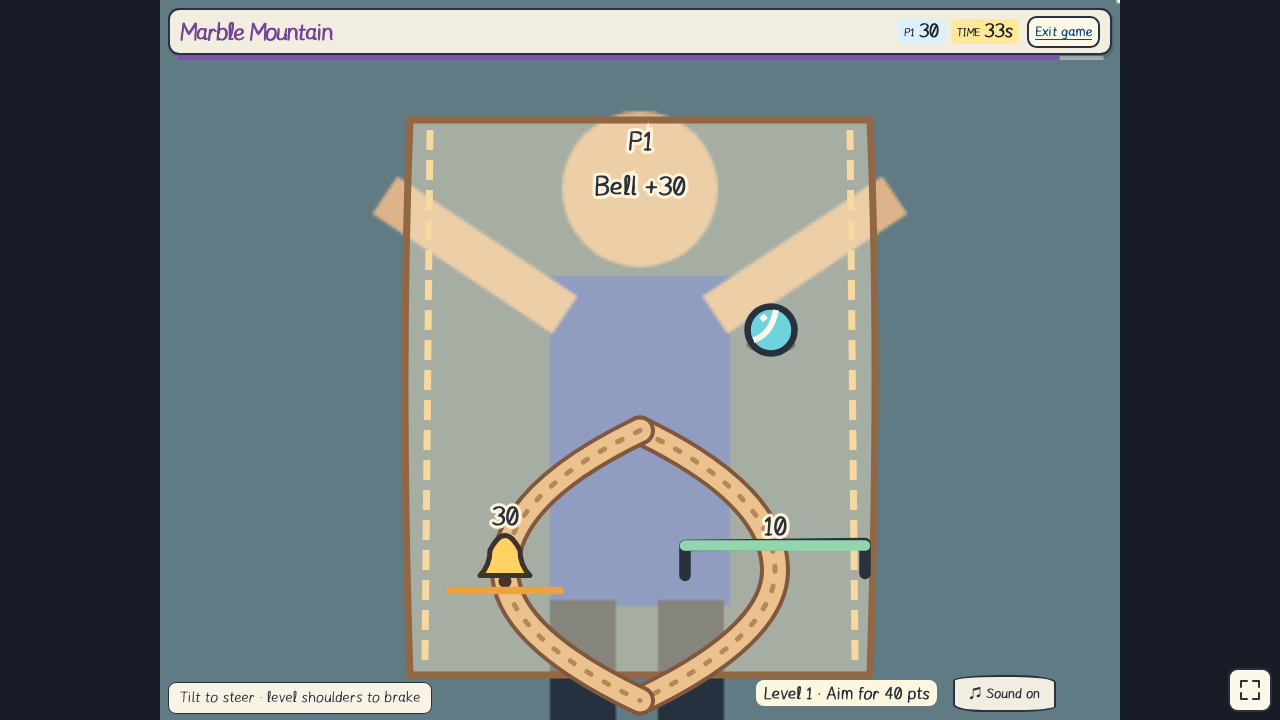 Marble Mountain
P1 30
TIME 33s
Exit game
P1
Bell +30
30
10
Tilt to steer · level shoulders to brake
Level 1 · Aim for 40 pts
♫ Sound on